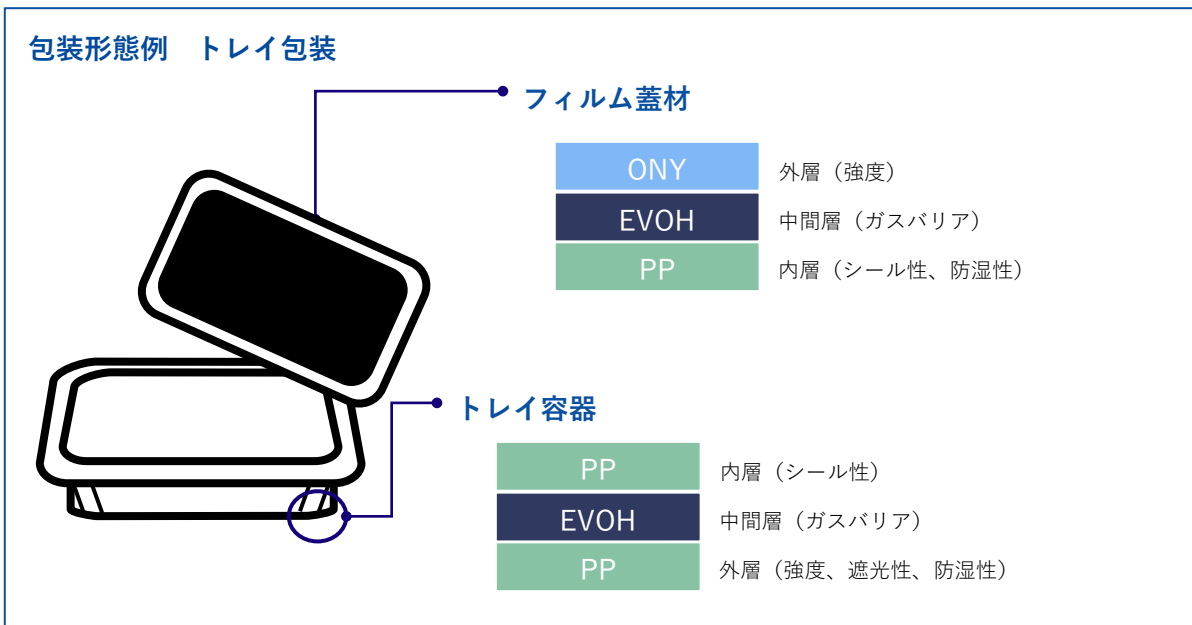 包装形態例　トレイ包装
フィルム蓋材
ONY 外層（強度）
EVOH 中間層（ガスバリア）
PP 内層（シール性、防湿性）
トレイ容器
PP 内層（シール性）
EVOH 中間層（ガスバリア）
PP 外層（強度、遮光性、防湿性）